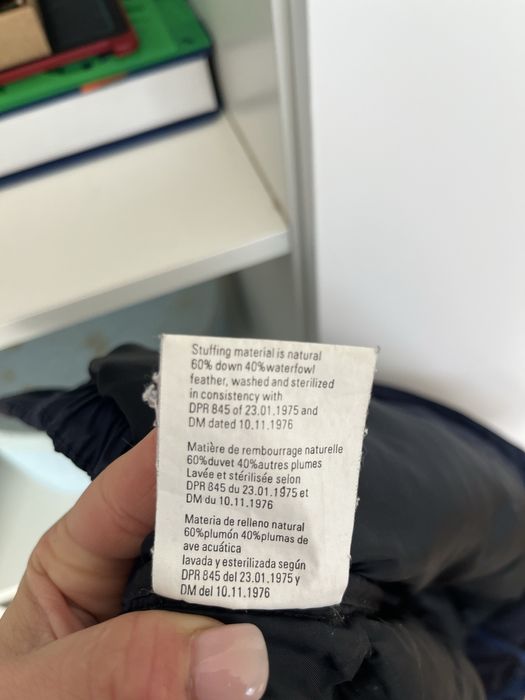 Stuffing material is natural
60% down 40%waterfowl
feather, washed and sterilized
in consistency with
DPR 845 of 23.01.1975 and
DM dated 10.11.1976
Matière de rembourrage naturelle
60%duvet 40%autres plumes
Lavée et stérilisée selon
DPR 845 du 23.01.1975 et
DM du 10.11.1976
Materia de relleno natural
60%plumón 40%plumas de
ave acuática
lavada y esterilizada según
DPR 845 del 23.01.1975 y
DM del 10.11.1976